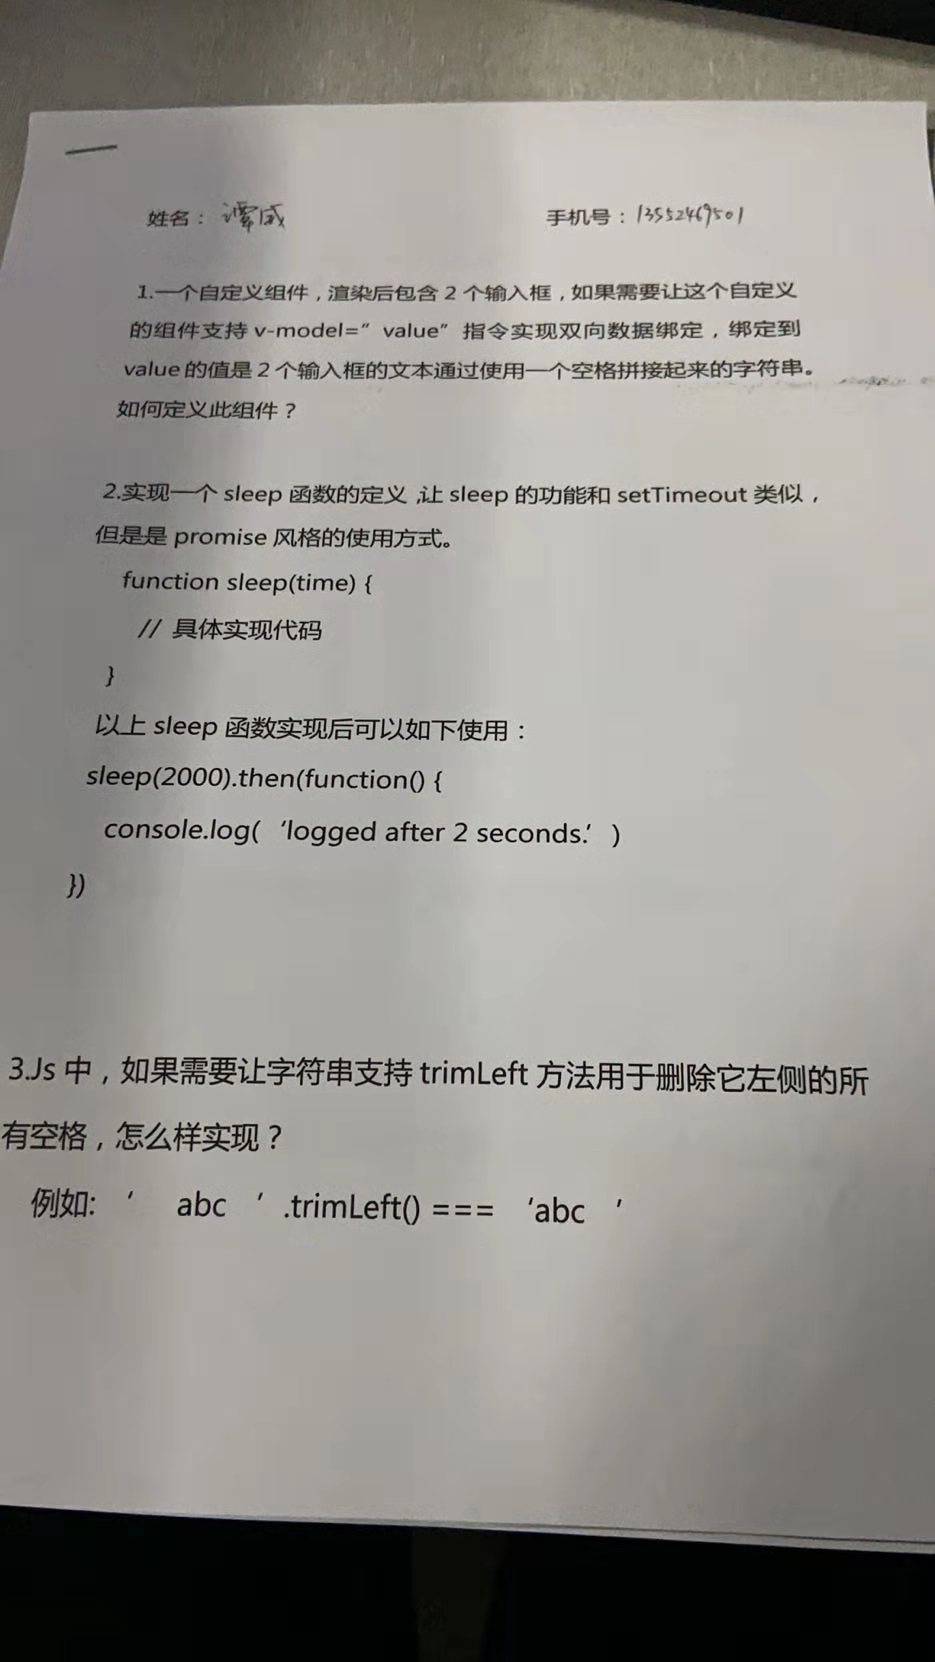 姓名：谭威 手机号：13552469501
1.一个自定义组件，渲染后包含 2 个输入框，如果需要让这个自定义
的组件支持 v-model=”value”指令实现双向数据绑定，绑定到
value 的值是 2 个输入框的文本通过使用一个空格拼接起来的字符串。
如何定义此组件？
2.实现一个 sleep 函数的定义,让 sleep 的功能和 setTimeout 类似，
但是是 promise 风格的使用方式。
function sleep(time) {
// 具体实现代码
}
以上 sleep 函数实现后可以如下使用：
sleep(2000).then(function() {
console.log(‘logged after 2 seconds.’)
})
3.Js 中，如果需要让字符串支持 trimLeft 方法用于删除它左侧的所
有空格，怎么样实现？
例如: ‘ abc ’.trimLeft() === ‘abc ’